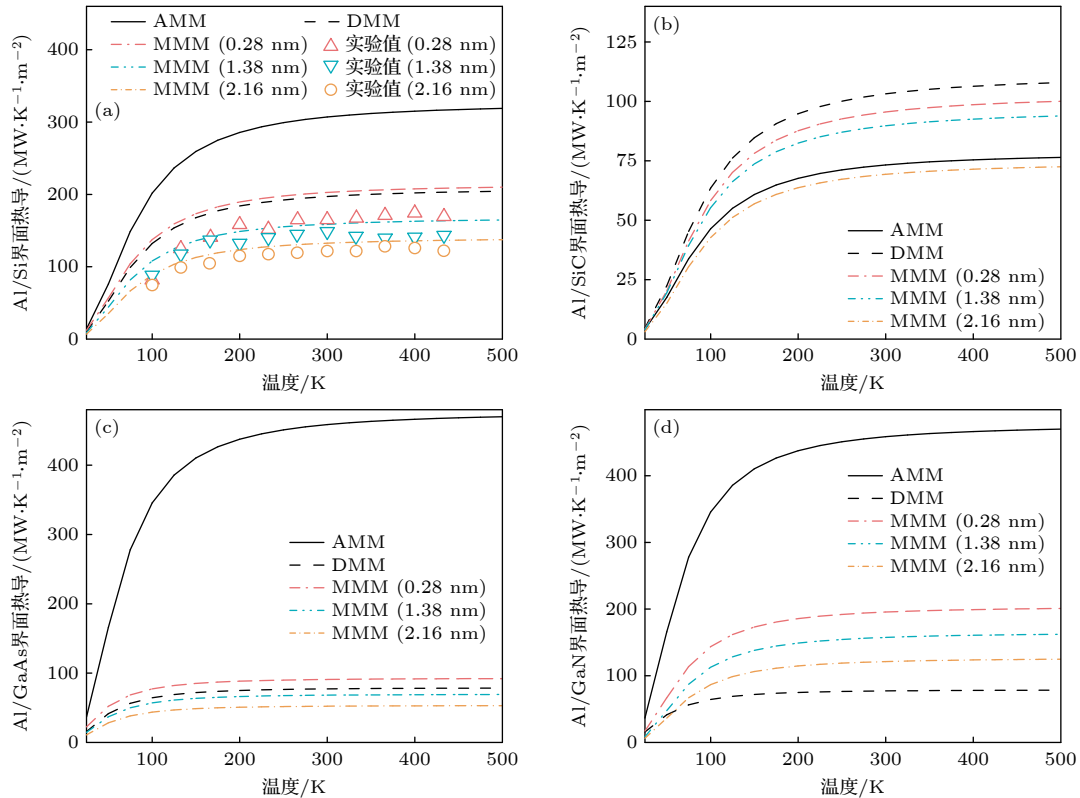 AMM
DMM
MMM (0.28 nm)
实验值 (0.28 nm)
MMM (1.38 nm)
实验值 (1.38 nm)
MMM (2.16 nm)
实验值 (2.16 nm)
(a)
Al/Si界面热导/(MW·K⁻¹·m⁻²)
400
300
200
100
0
100 200 300 400 500
温度/K
(b)
Al/SiC界面热导/(MW·K⁻¹·m⁻²)
125
100
75
50
25
0
AMM
DMM
MMM (0.28 nm)
MMM (1.38 nm)
MMM (2.16 nm)
100 200 300 400 500
温度/K
(c)
Al/GaAs界面热导/(MW·K⁻¹·m⁻²)
400
300
200
100
0
AMM
DMM
MMM (0.28 nm)
MMM (1.38 nm)
MMM (2.16 nm)
100 200 300 400 500
温度/K
(d)
Al/GaN界面热导/(MW·K⁻¹·m⁻²)
400
300
200
100
0
AMM
DMM
MMM (0.28 nm)
MMM (1.38 nm)
MMM (2.16 nm)
100 200 300 400 500
温度/K